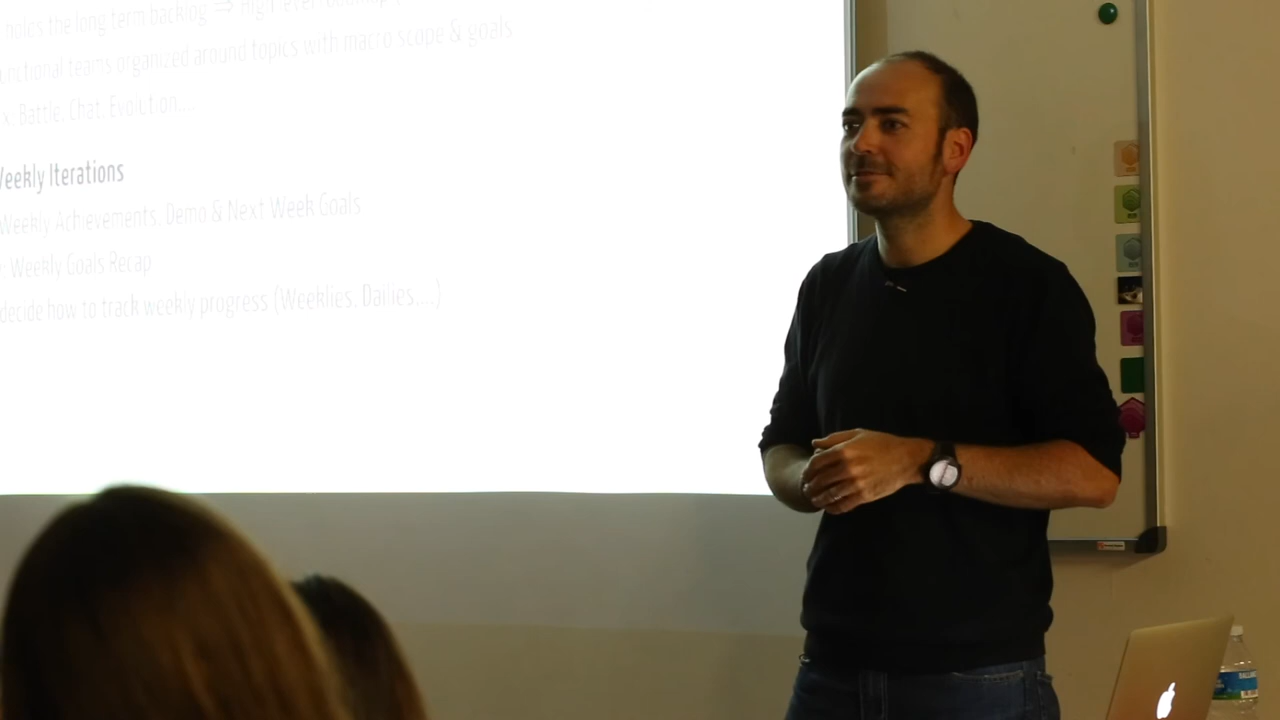 holds the long term backlog ⇒ High level roadmap
unctional teams organized around topics with macro scope & goals
x: Battle, Chat, Evolution....
Weekly Iterations
Weekly Achievements: Demo & Next Week Goals
: Weekly Goals Recap
decide how to track weekly progress (Weeklies, Dailies,...)